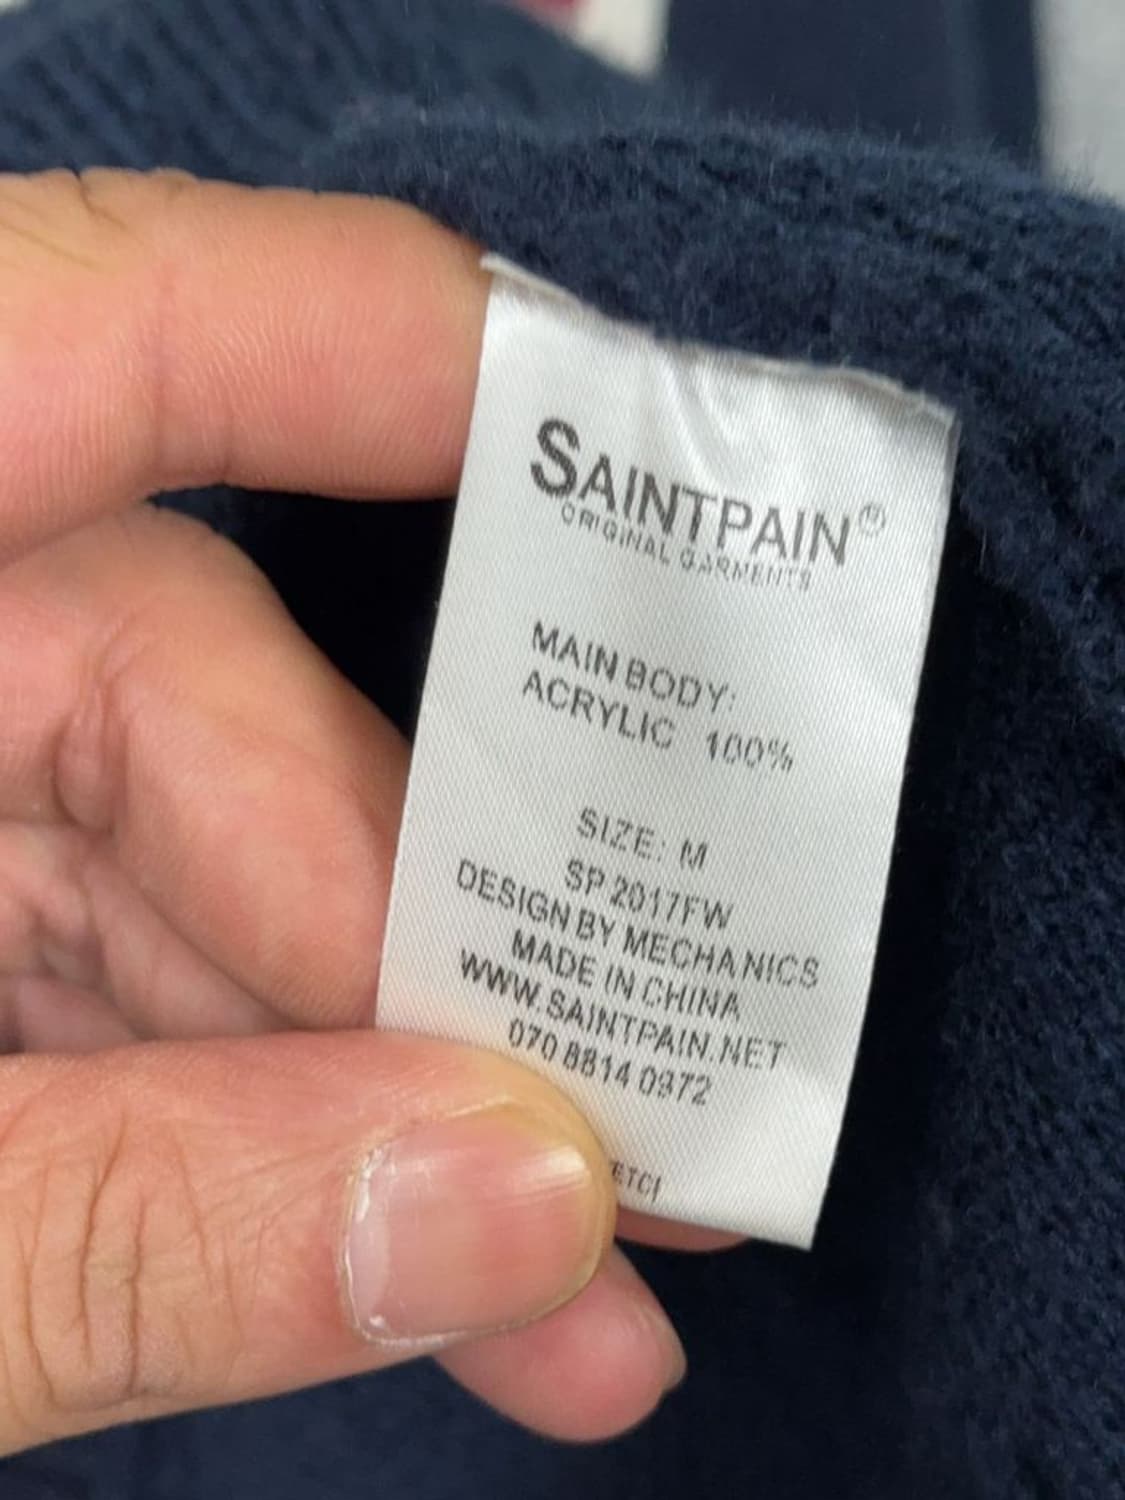 SAINTPAIN®
ORIGINAL GARMENTS
MAIN BODY:
ACRYLIC 100%
SIZE: M
SP 2017FW
DESIGN BY MECHANICS
MADE IN CHINA
WWW.SAINTPAIN.NET
070 8814 0972